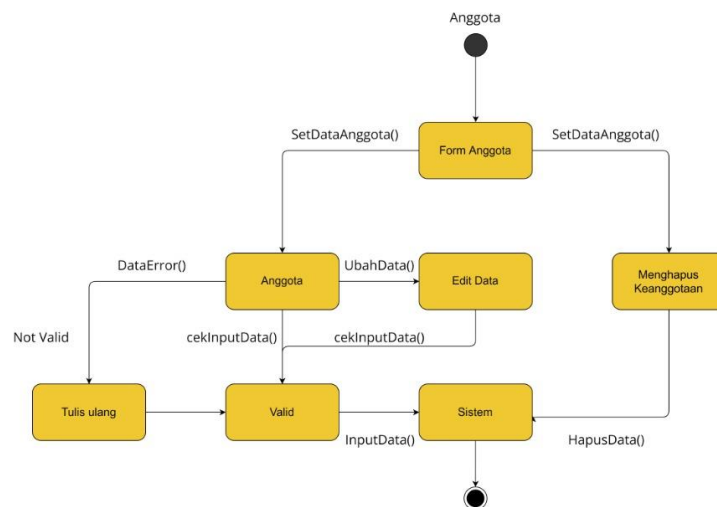 Anggota
SetDataAnggota()
Form Anggota
SetDataAnggota()
DataError()
Anggota
UbahData()
Edit Data
Menghapus
Keanggotaan
Not Valid
cekInputData()
cekInputData()
Tulis ulang
Valid
InputData()
Sistem
HapusData()